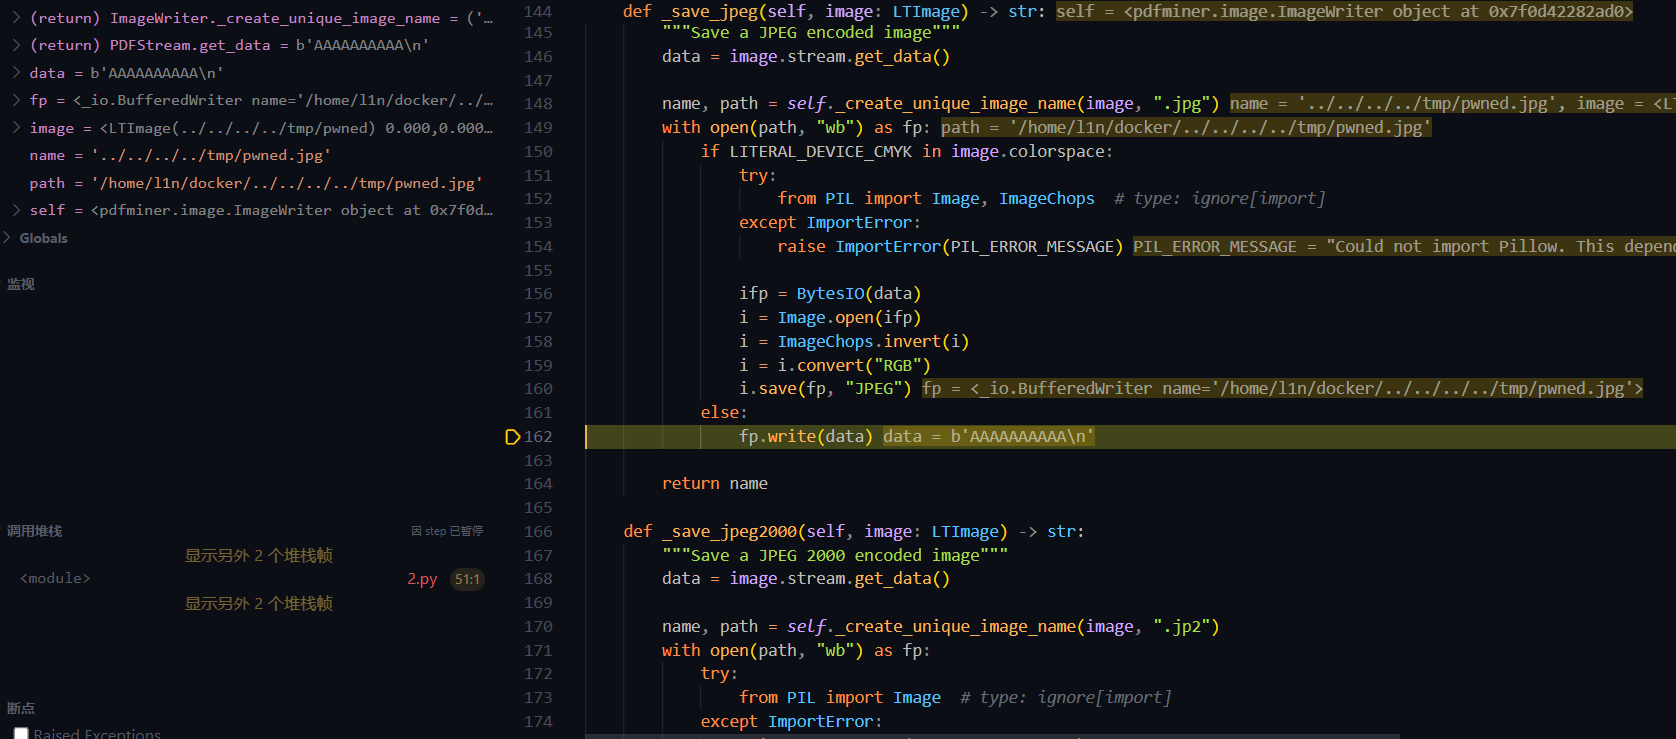 (return) ImageWriter._create_unique_image_name = ('...
(return) PDFStream.get_data = b'AAAAAAAAAA\n'
data = b'AAAAAAAAAA\n'
fp = <_io.BufferedWriter name='/home/l1n/docker/../...
image = <LTImage(../../../../tmp/pwned) 0.000,0.000...
name = '../../../../tmp/pwned.jpg'
path = '/home/l1n/docker/../../../../tmp/pwned.jpg'
self = <pdfminer.image.ImageWriter object at 0x7f0d...
Globals
监视
调用堆栈 因 step 已暂停
显示另外 2 个堆栈帧
<module> 2.py 51:1
显示另外 2 个堆栈帧
断点
Raised Exceptions
144 def _save_jpeg(self, image: LTImage) -> str: self = <pdfminer.image.ImageWriter object at 0x7f0d42282ad0>
145 """Save a JPEG encoded image"""
146 data = image.stream.get_data()
147
148 name, path = self._create_unique_image_name(image, ".jpg") name = '../../../../tmp/pwned.jpg', image = <LT
149 with open(path, "wb") as fp: path = '/home/l1n/docker/../../../../tmp/pwned.jpg'
150 if LITERAL_DEVICE_CMYK in image.colorspace:
151 try:
152 from PIL import Image, ImageChops # type: ignore[import]
153 except ImportError:
154 raise ImportError(PIL_ERROR_MESSAGE) PIL_ERROR_MESSAGE = "Could not import Pillow. This depend
155
156 ifp = BytesIO(data)
157 i = Image.open(ifp)
158 i = ImageChops.invert(i)
159 i = i.convert("RGB")
160 i.save(fp, "JPEG") fp = <_io.BufferedWriter name='/home/l1n/docker/../../../../tmp/pwned.jpg'>
161 else:
162 fp.write(data) data = b'AAAAAAAAAA\n'
163
164 return name
165
166 def _save_jpeg2000(self, image: LTImage) -> str:
167 """Save a JPEG 2000 encoded image"""
168 data = image.stream.get_data()
169
170 name, path = self._create_unique_image_name(image, ".jp2")
171 with open(path, "wb") as fp:
172 try:
173 from PIL import Image # type: ignore[import]
174 except ImportError: